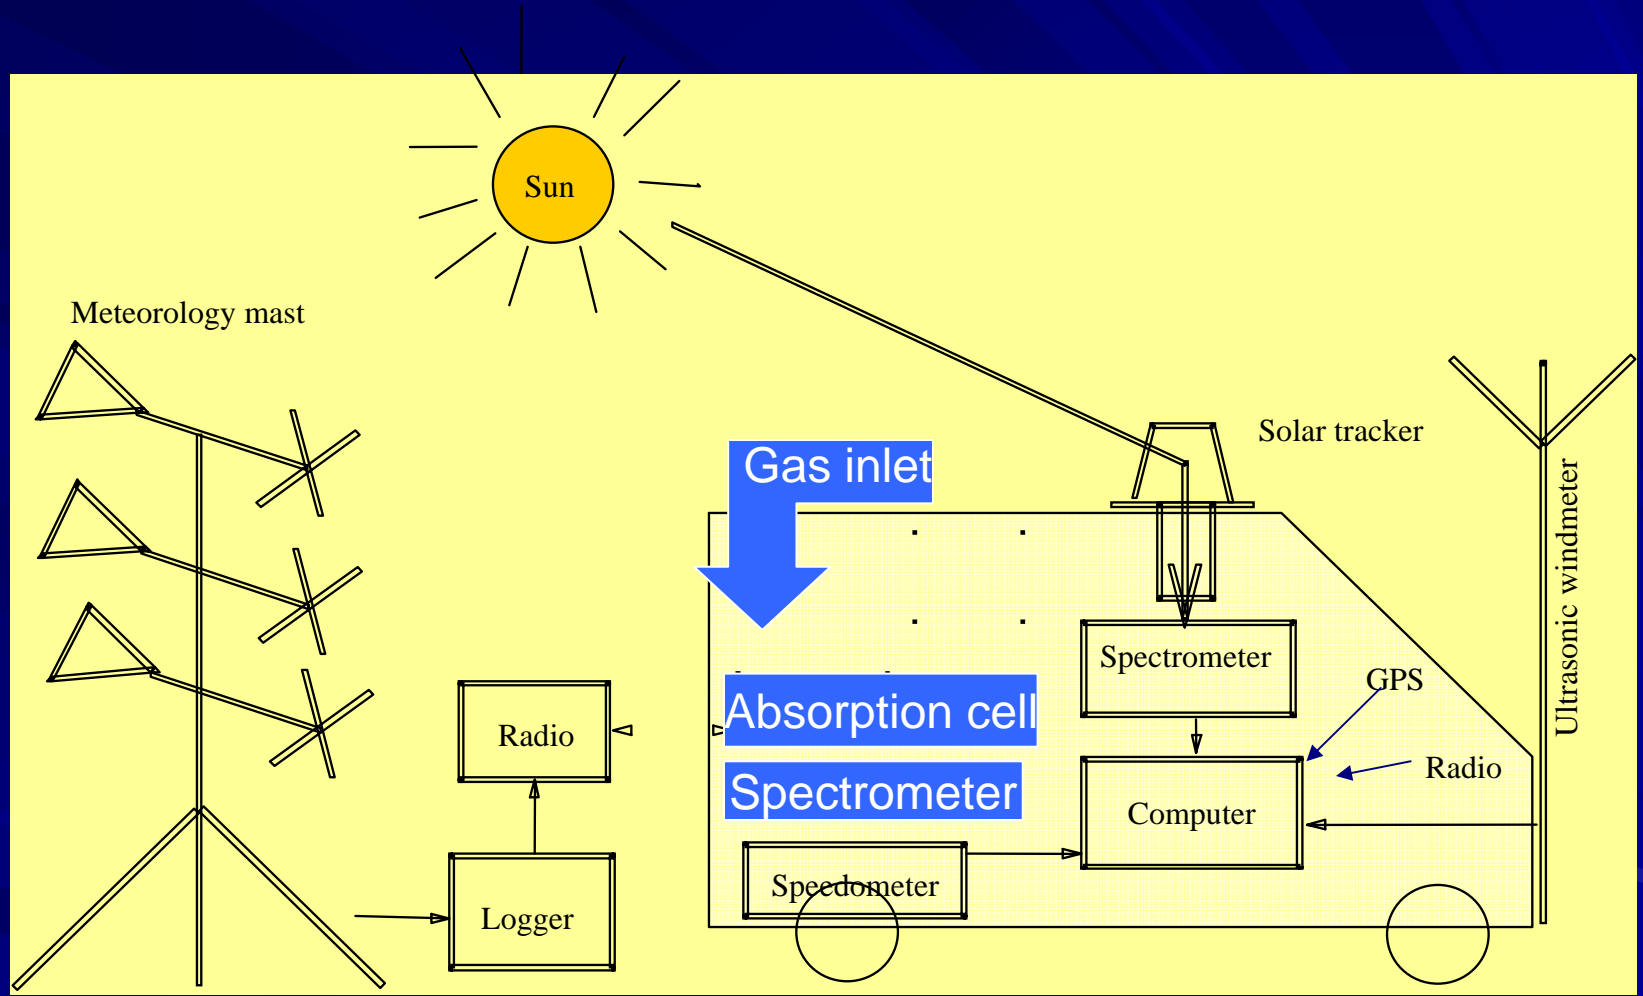 Sun
Meteorology mast
Solar tracker
Gas inlet
Ultrasonic windmeter
Spectrometer
GPS
Absorption cell
Radio
Radio
Spectrometer
Computer
Speedometer
Logger